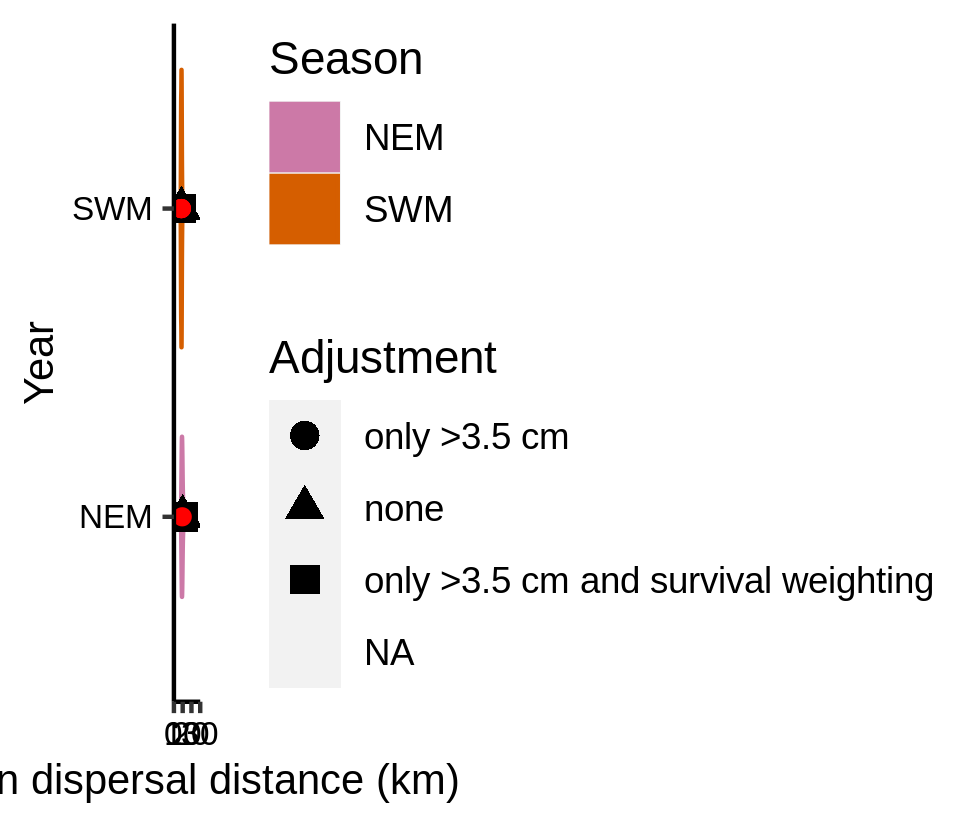 Season
NEM
SWM
SWM
Year
Adjustment
only >3.5 cm
none
NEM
only >3.5 cm and survival weighting
NA
n dispersal distance (km)